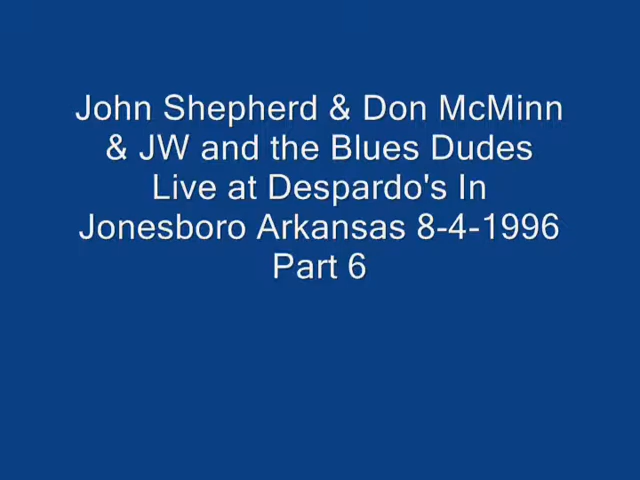 John Shepherd & Don McMinn
& JW and the Blues Dudes
Live at Despardo's In
Jonesboro Arkansas 8-4-1996
Part 6